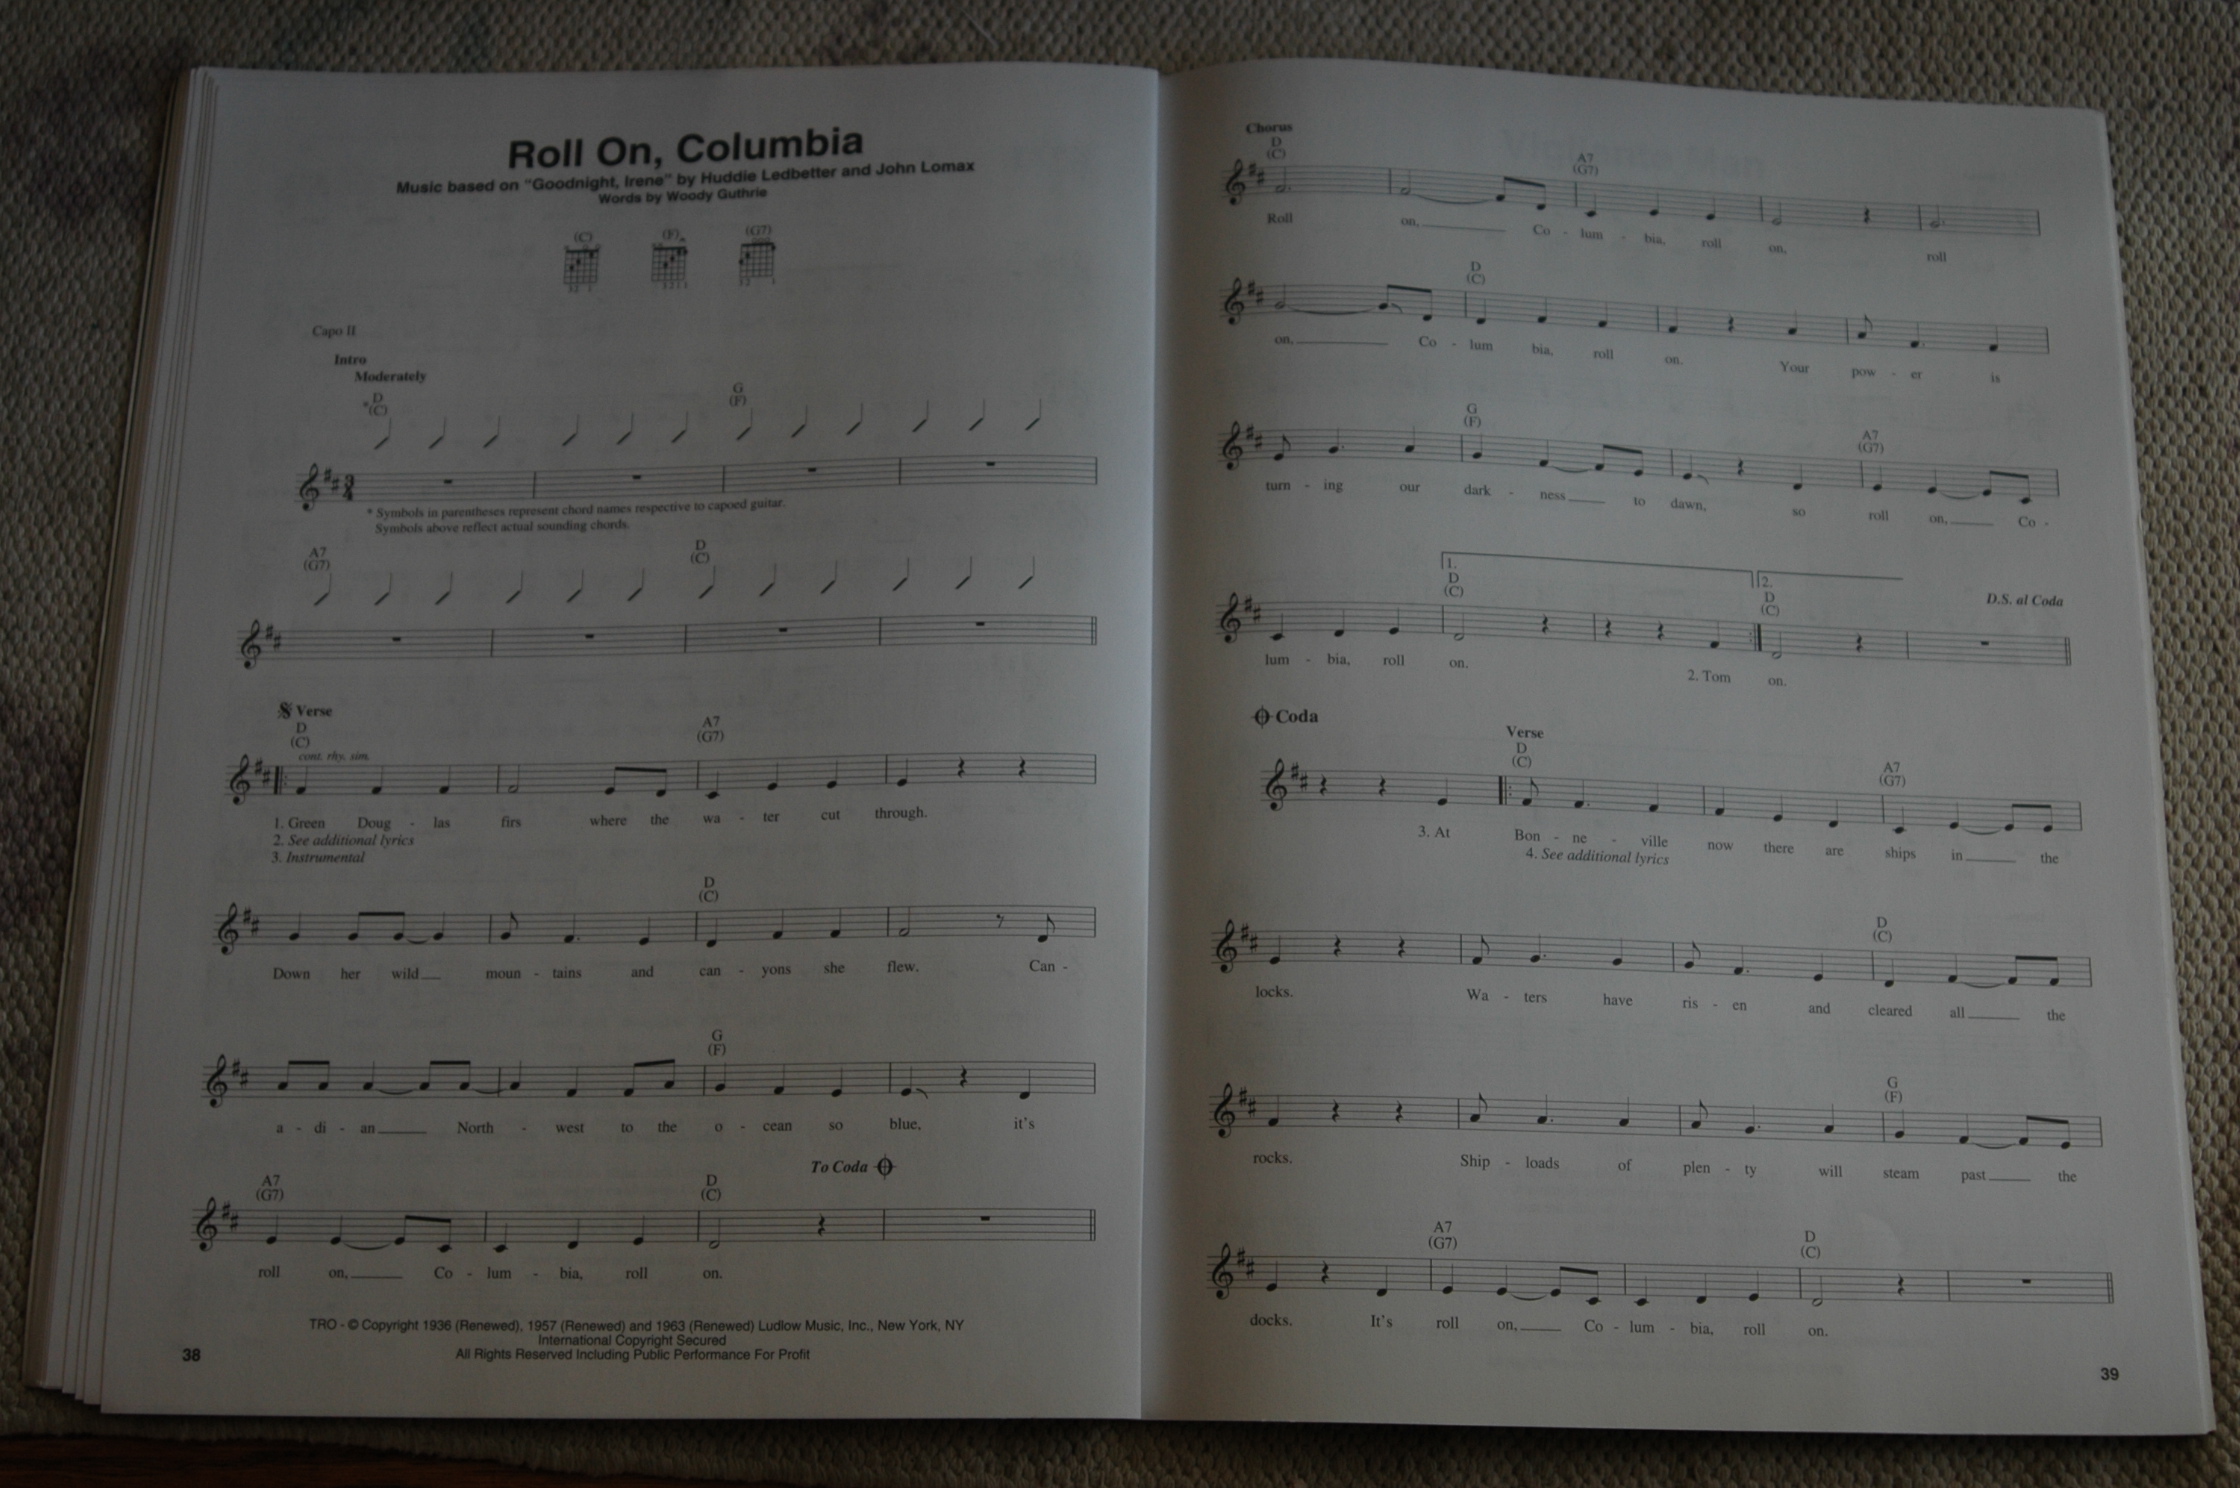 Roll On, Columbia
Music based on "Goodnight, Irene" by Huddie Ledbetter and John Lomax
Words by Woody Guthrie
(C) (F) (G7)
Capo II
Intro
Moderately
*D G
(C) (F)
* Symbols in parentheses represent chord names respective to capoed guitar.
Symbols above reflect actual sounding chords.
A7 D
(G7) (C)
Verse
D A7
(C) (G7)
cont. rhy. sim.
1. Green Doug - las firs where the wa - ter cut through.
2. See additional lyrics
3. Instrumental
D
(C)
Down her wild moun - tains and can - yons she flew. Can -
G
(F)
a - di - an North - west to the o - cean so blue, it's
To Coda
A7 D
(G7) (C)
roll on, Co - lum - bia, roll on.
TRO - © Copyright 1936 (Renewed), 1957 (Renewed) and 1963 (Renewed) Ludlow Music, Inc., New York, NY
International Copyright Secured
All Rights Reserved Including Public Performance For Profit
38
Chorus
D A7
(C) (G7)
Roll on, Co - lum - bia, roll on, roll
D
(C)
on, Co - lum bia, roll on. Your pow - er is
G A7
(F) (G7)
turn - ing our dark - ness to dawn, so roll on, Co -
D.S. al Coda
1. 2.
D D
(C) (C)
lum - bia, roll on. 2. Tom on.
Coda
Verse
D A7
(C) (G7)
3. At Bon - ne - ville now there are ships in the
4. See additional lyrics
D
(C)
locks. Wa - ters have ris - en and cleared all the
G
(F)
rocks. Ship - loads of plen - ty will steam past the
A7 D
(G7) (C)
docks. It's roll on, Co - lum - bia, roll on.
39